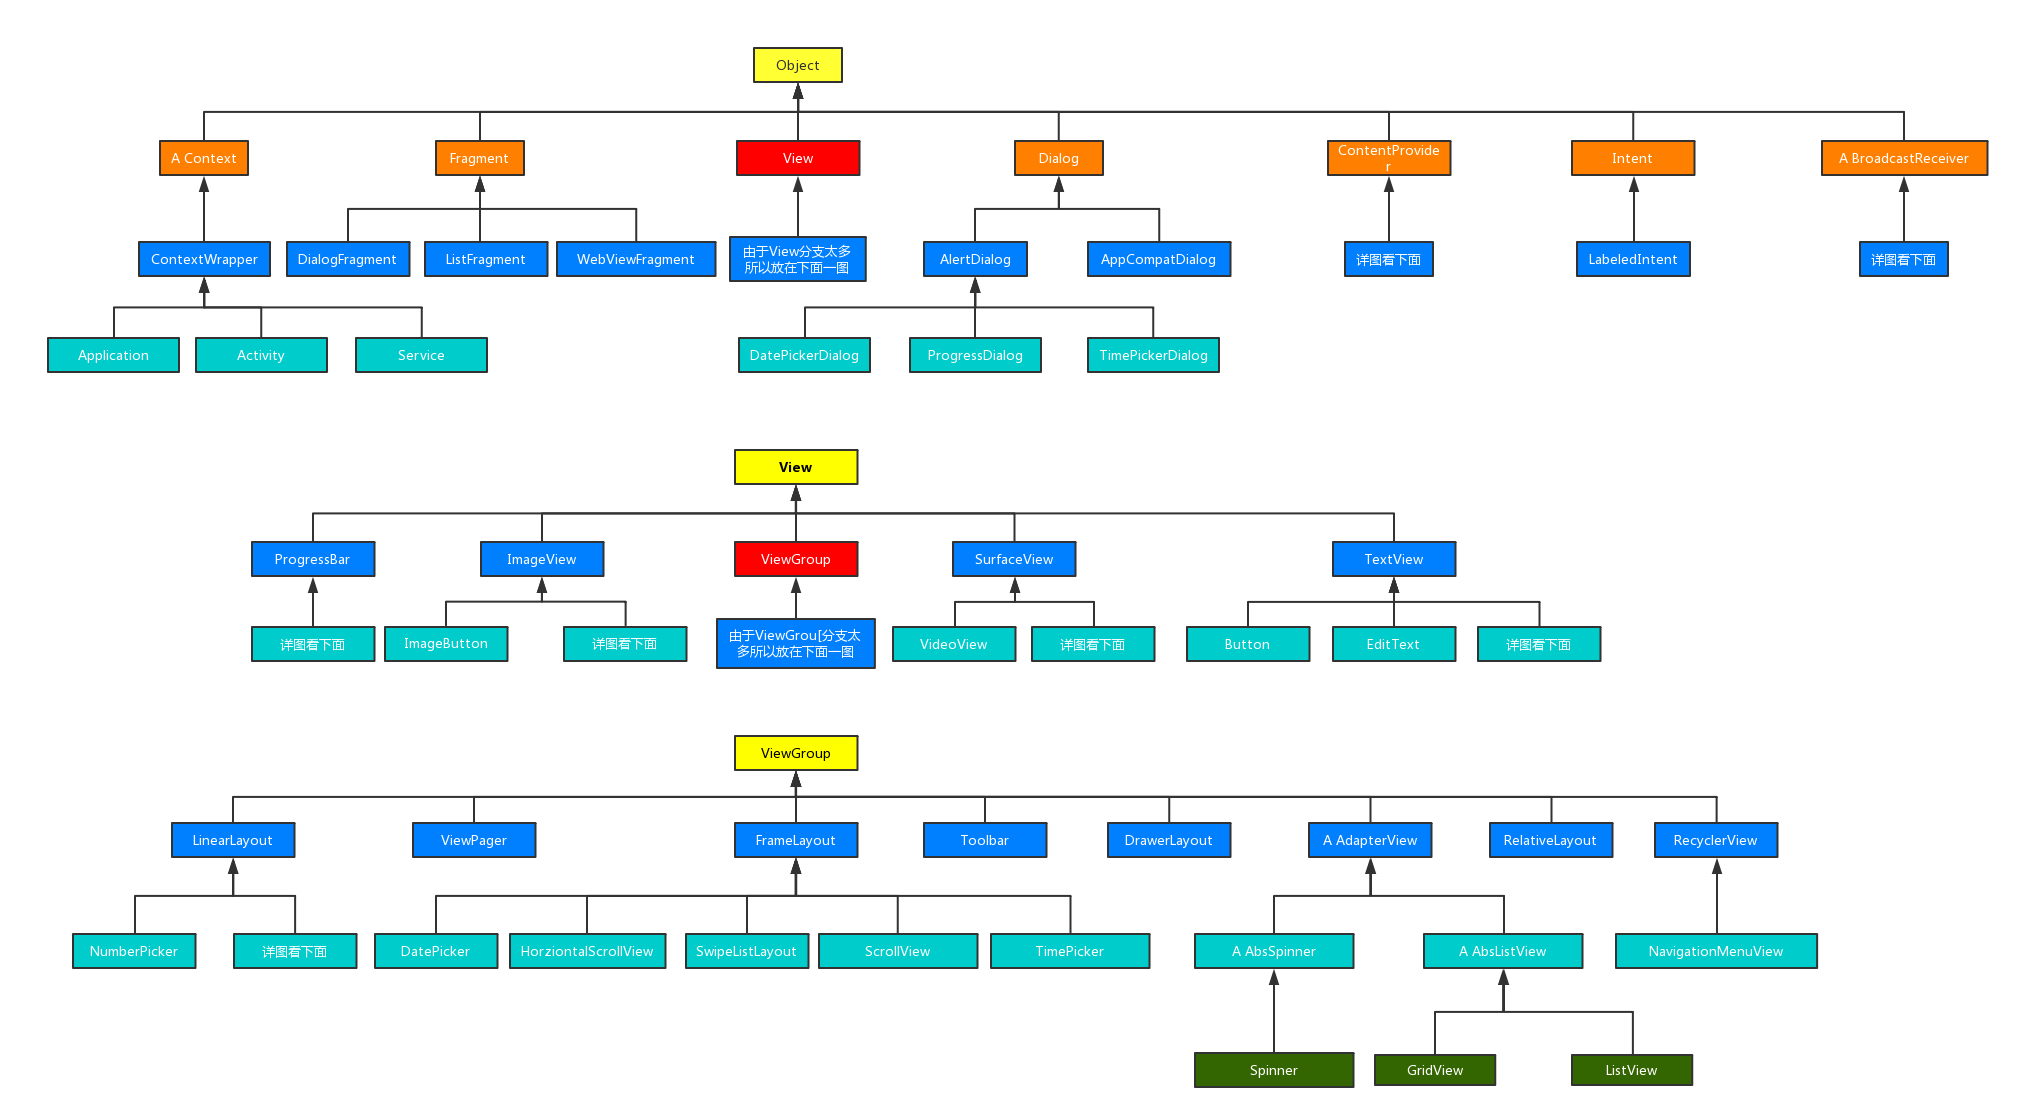 Object
A Context
Fragment
View
Dialog
ContentProvide
r
Intent
A BroadcastReceiver
ContextWrapper
DialogFragment
ListFragment
WebViewFragment
由于View分支太多
所以放在下面一图
AlertDialog
AppCompatDialog
详图看下面
LabeledIntent
详图看下面
Application
Activity
Service
DatePickerDialog
ProgressDialog
TimePickerDialog
View
ProgressBar
ImageView
ViewGroup
SurfaceView
TextView
详图看下面
ImageButton
详图看下面
由于ViewGrou[分支太
多所以放在下面一图
VideoView
详图看下面
Button
EditText
详图看下面
ViewGroup
LinearLayout
ViewPager
FrameLayout
Toolbar
DrawerLayout
A AdapterView
RelativeLayout
RecyclerView
NumberPicker
详图看下面
DatePicker
HorziontalScrollView
SwipeListLayout
ScrollView
TimePicker
A AbsSpinner
A AbsListView
NavigationMenuView
Spinner
GridView
ListView